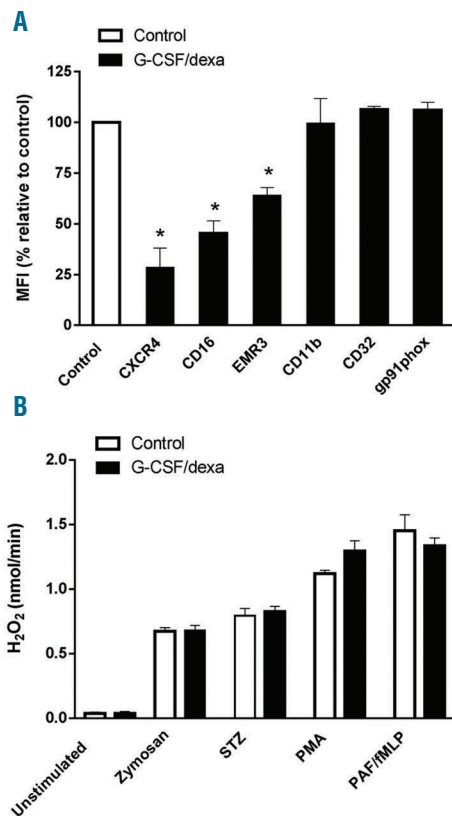 A
Control
G-CSF/dexa
MFI (% relative to control)
125
100
75
50
25
0
Control
CXCR4
CD16
EMR3
CD11b
CD32
gp91phox
*
*
*
B
Control
G-CSF/dexa
H₂O₂ (nmol/min)
2.0
1.5
1.0
0.5
0.0
Unstimulated
Zymosan
STZ
PMA
PAF/fMLP